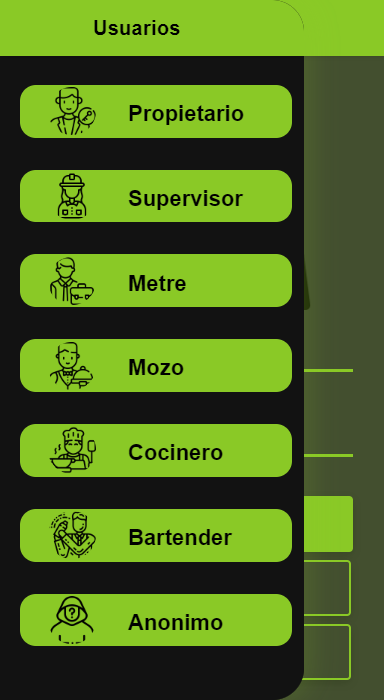 Usuarios
Propietario
Supervisor
Metre
Mozo
Cocinero
Bartender
Anonimo